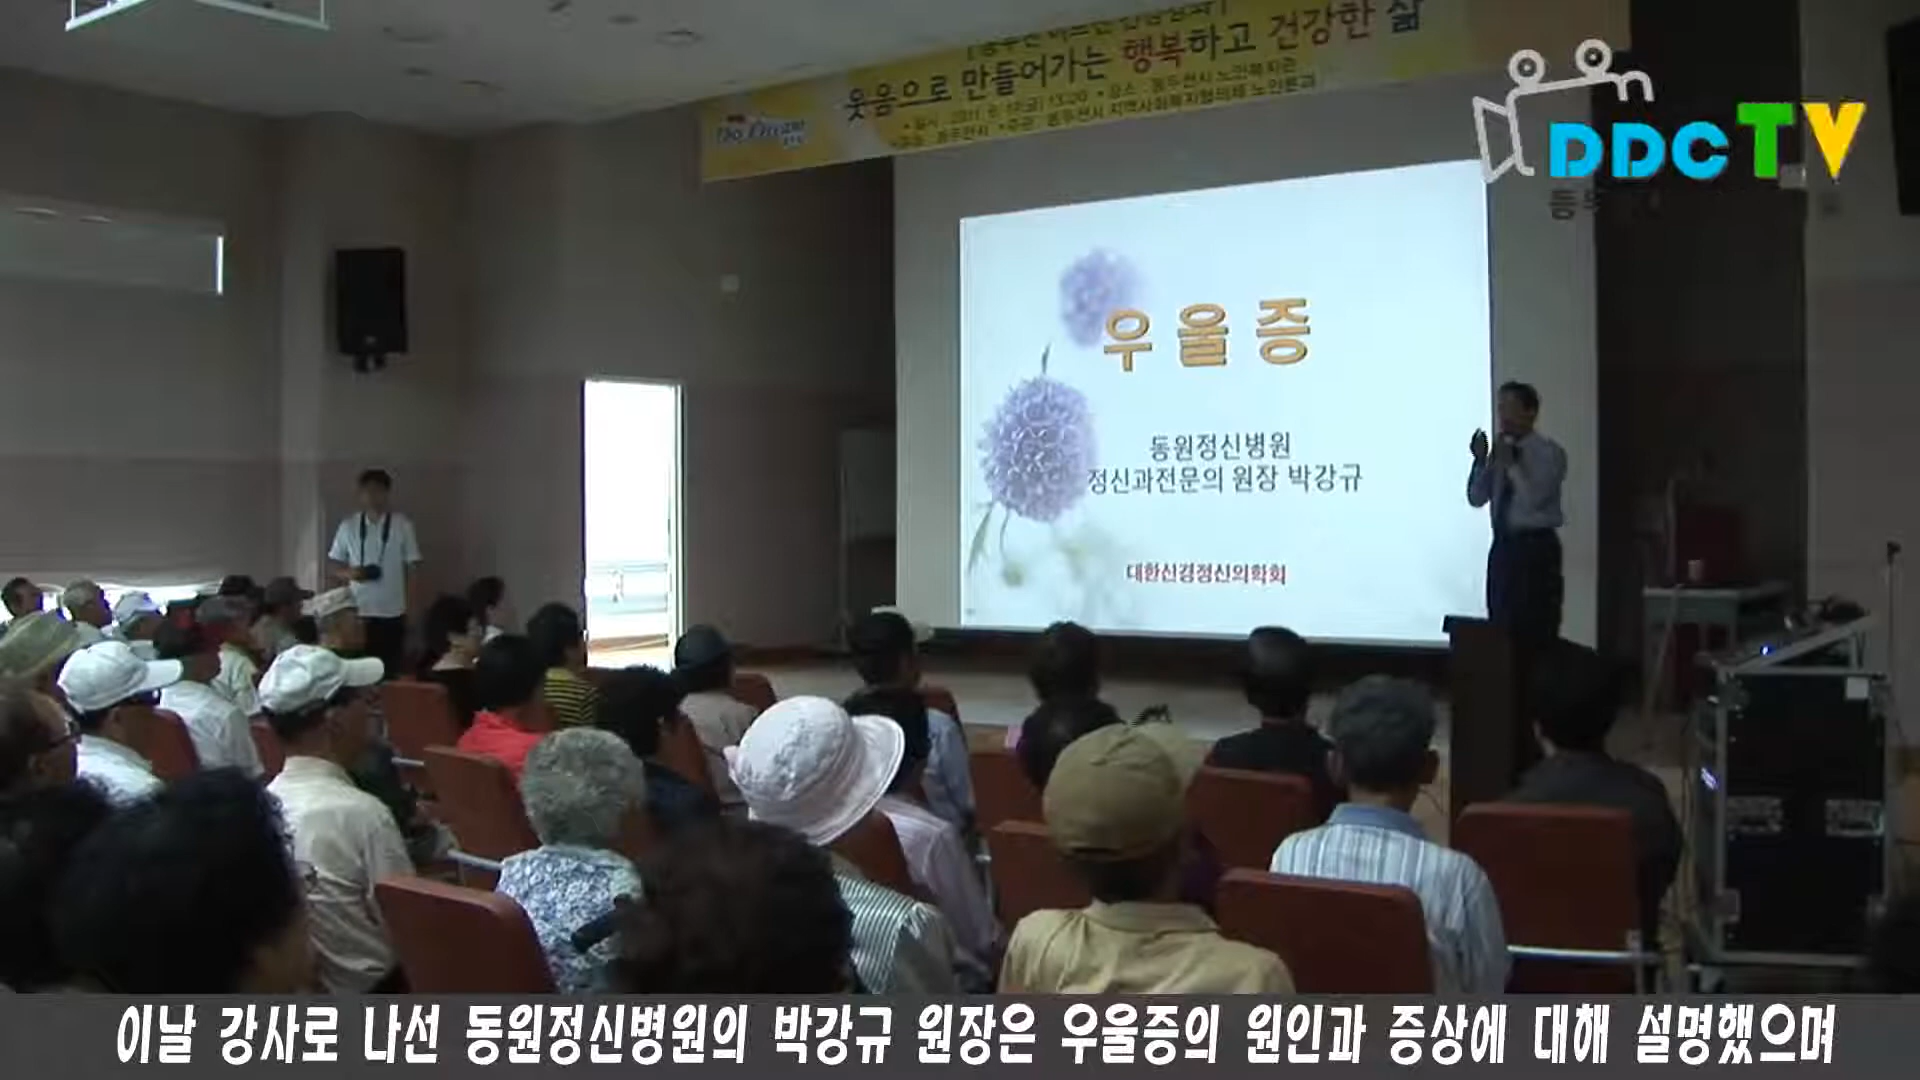 웃음으로 만들어가는 행복하고 건강한 삶
Do Dream
DDCTV
우울증
동원정신병원
정신과전문의 원장 박강규
대한신경정신의학회
이날 강사로 나선 동원정신병원의 박강규 원장은 우울증의 원인과 증상에 대해 설명했으며